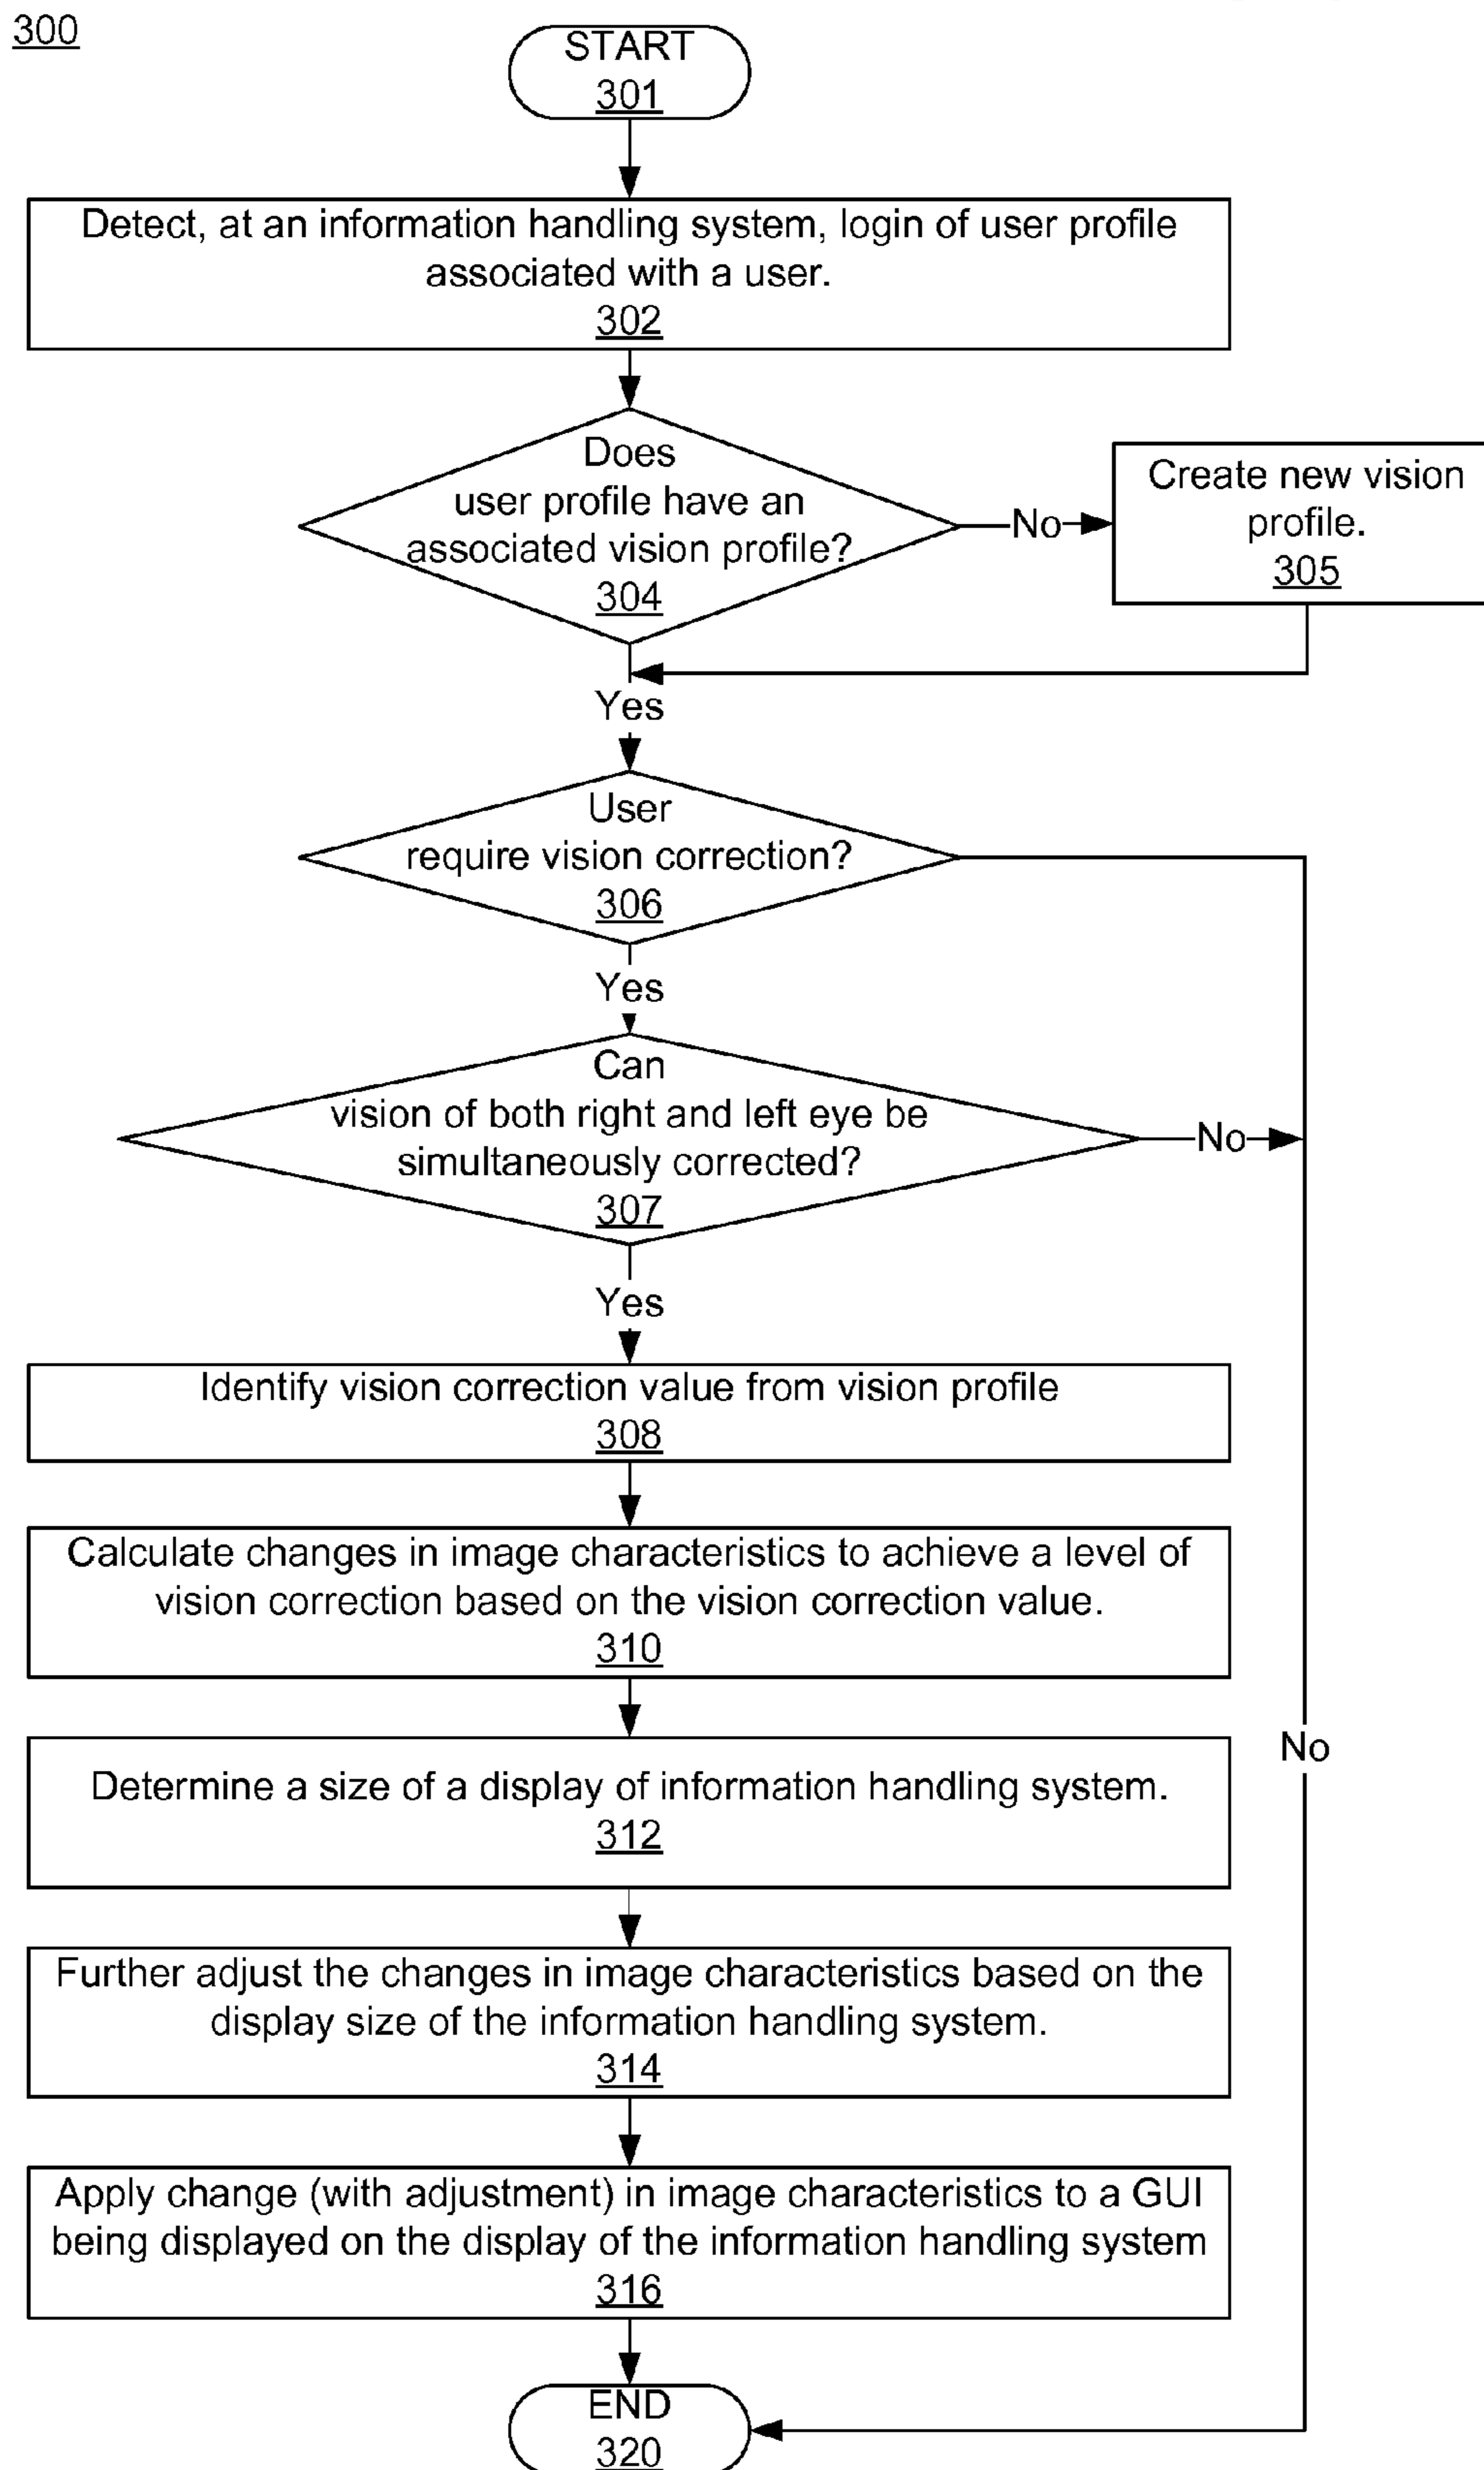 300
START
301
Detect, at an information handling system, login of user profile
associated with a user.
302
Does
user profile have an
associated vision profile?
304
No
Create new vision
profile.
305
Yes
User
require vision correction?
306
Yes
Can
vision of both right and left eye be
simultaneously corrected?
307
No
Yes
Identify vision correction value from vision profile
308
Calculate changes in image characteristics to achieve a level of
vision correction based on the vision correction value.
310
No
Determine a size of a display of information handling system.
312
Further adjust the changes in image characteristics based on the
display size of the information handling system.
314
Apply change (with adjustment) in image characteristics to a GUI
being displayed on the display of the information handling system
316
END
320